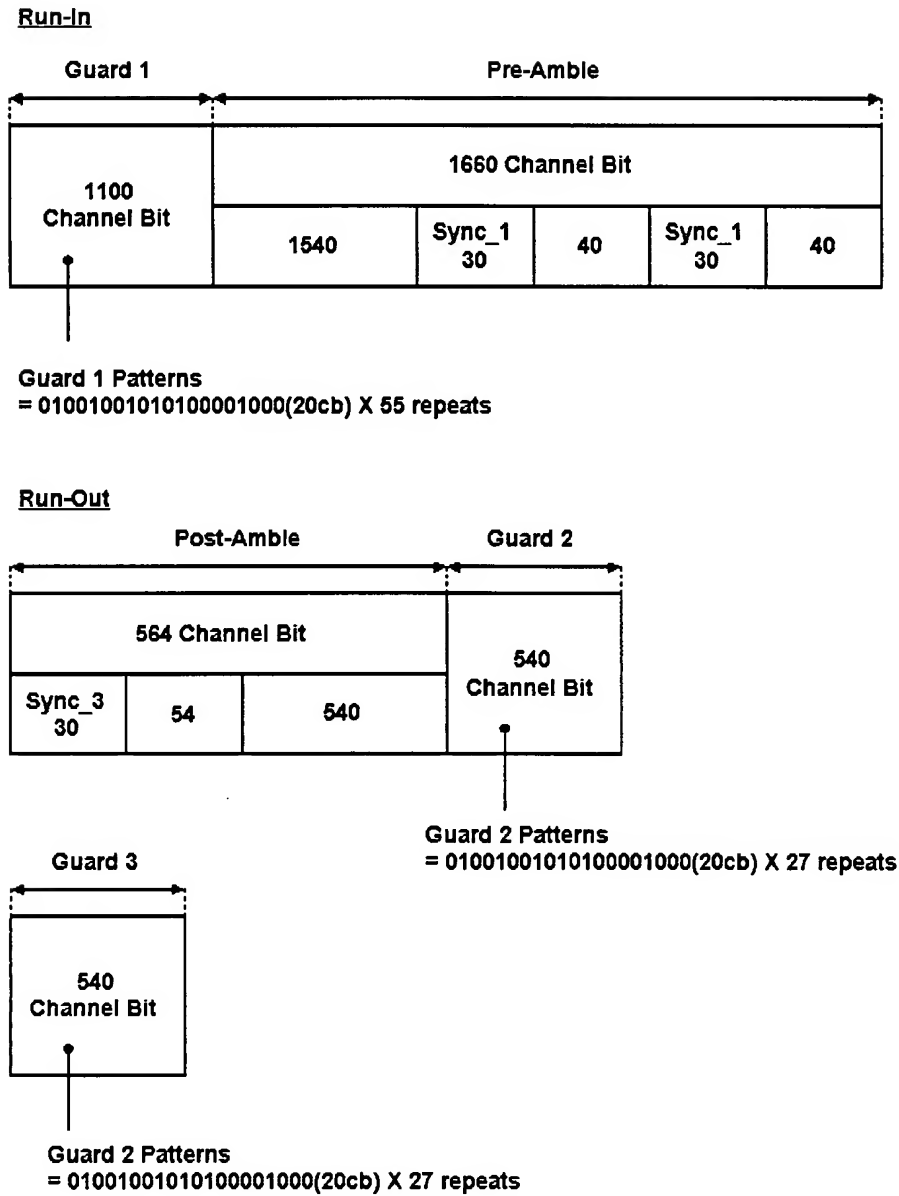 Run-In
Guard 1
Pre-Amble
1100
Channel Bit
1660 Channel Bit
1540
Sync_1
30
40
Sync_1
30
40
Guard 1 Patterns
= 01001001010100001000(20cb) X 55 repeats
Run-Out
Post-Amble
Guard 2
564 Channel Bit
540
Channel Bit
Sync_3
30
54
540
Guard 2 Patterns
= 01001001010100001000(20cb) X 27 repeats
Guard 3
540
Channel Bit
Guard 2 Patterns
= 01001001010100001000(20cb) X 27 repeats